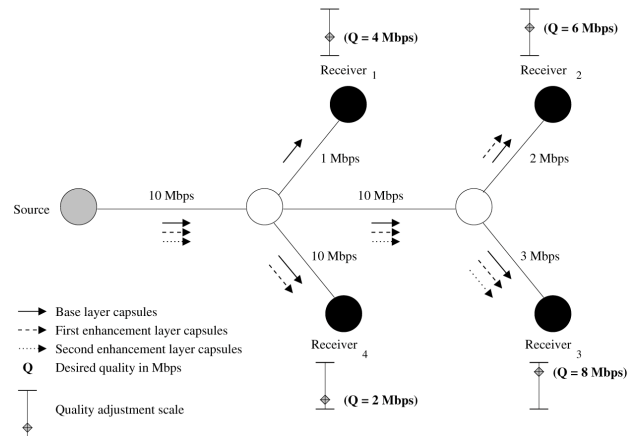 (Q = 4 Mbps)
(Q = 6 Mbps)
Receiver 1
Receiver 2
1 Mbps
2 Mbps
10 Mbps
10 Mbps
Source
10 Mbps
3 Mbps
Base layer capsules
First enhancement layer capsules
Second enhancement layer capsules
Q Desired quality in Mbps
Quality adjustment scale
Receiver 4
Receiver 3
(Q = 2 Mbps)
(Q = 8 Mbps)